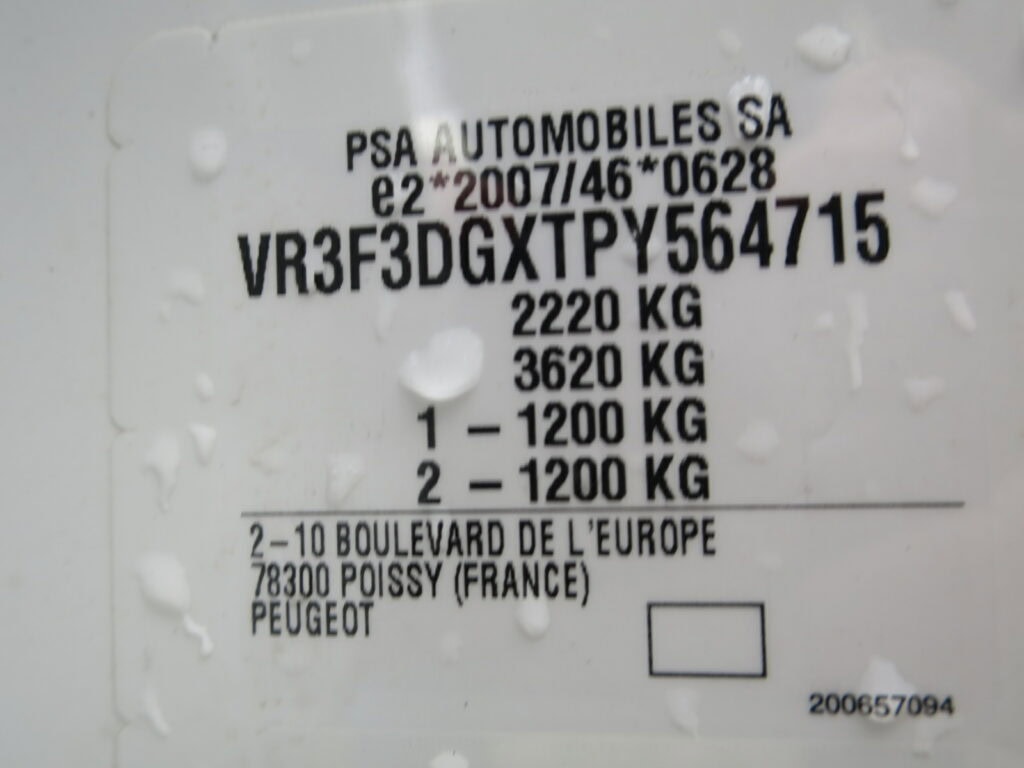 PSA AUTOMOBILES SA
e2*2007/46*0628
VR3F3DGXTPY564715
2220 KG
3620 KG
1 - 1200 KG
2 - 1200 KG
2-10 BOULEVARD DE L'EUROPE
78300 POISSY (FRANCE)
PEUGEOT
200657094